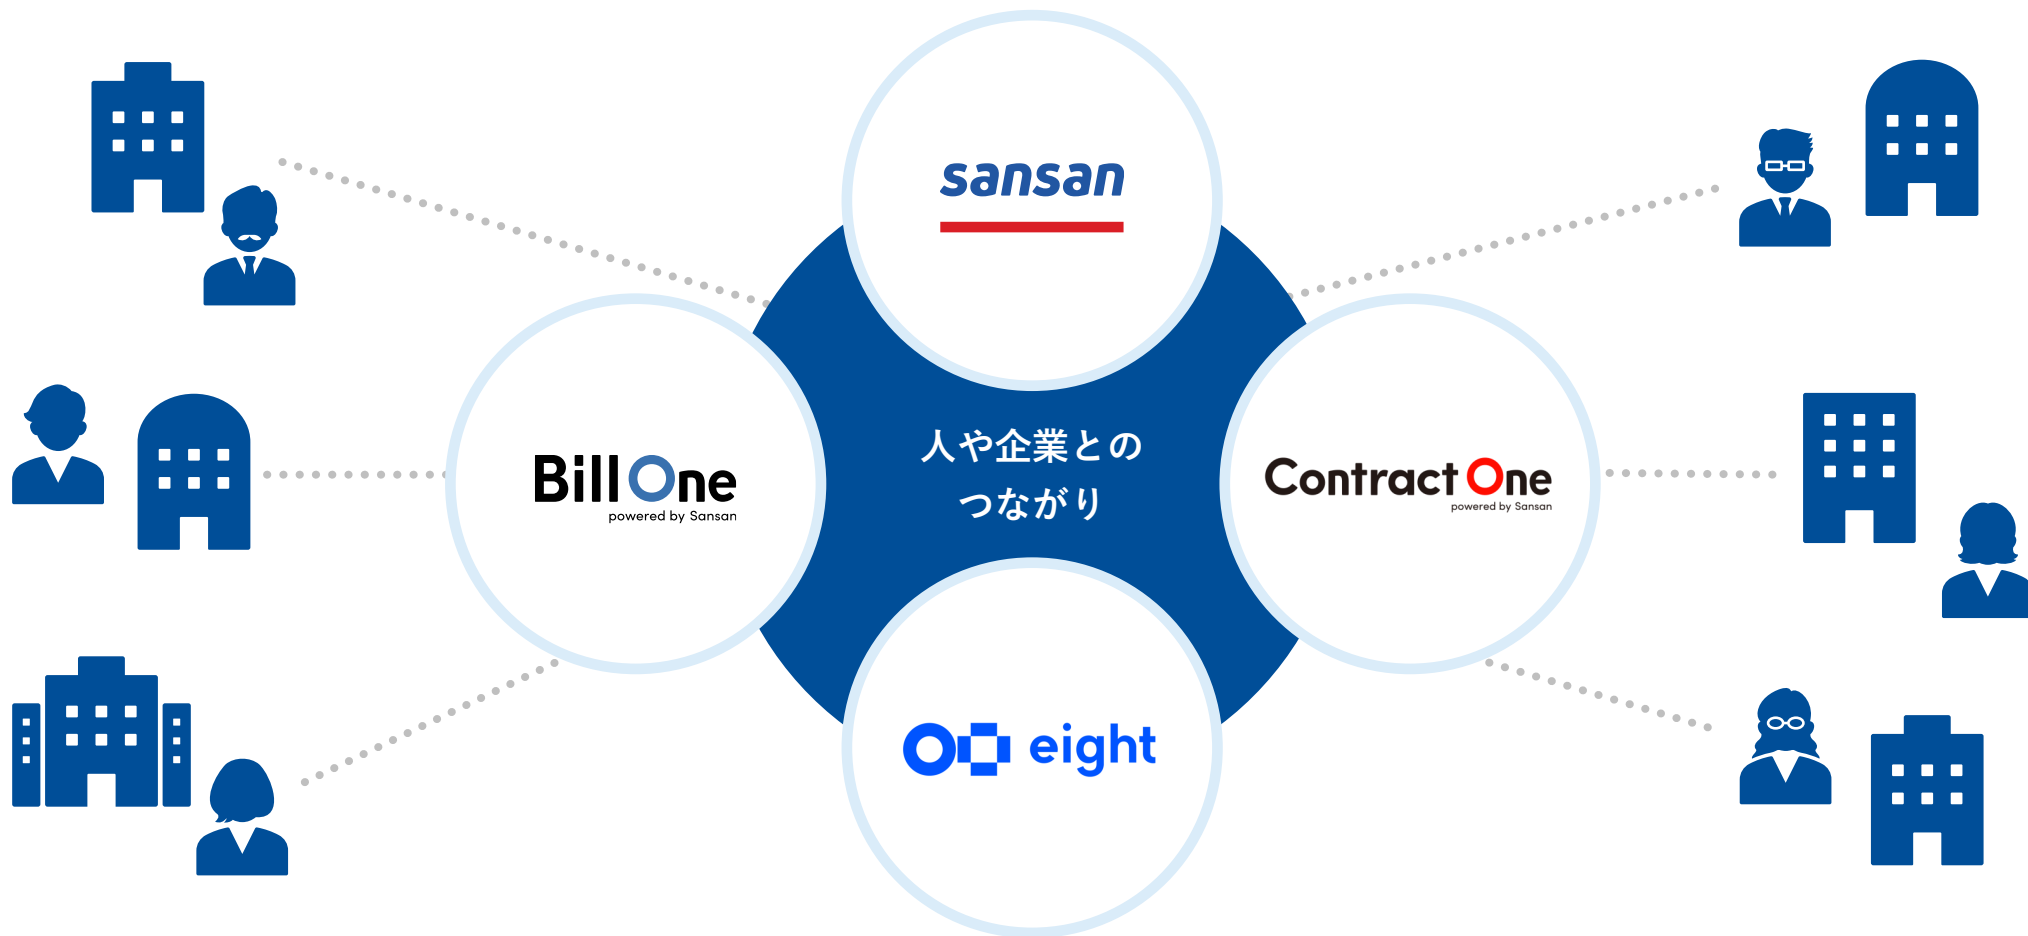 sansan
Bill One
powered by Sansan
人や企業との
つながり
Contract One
powered by Sansan
eight